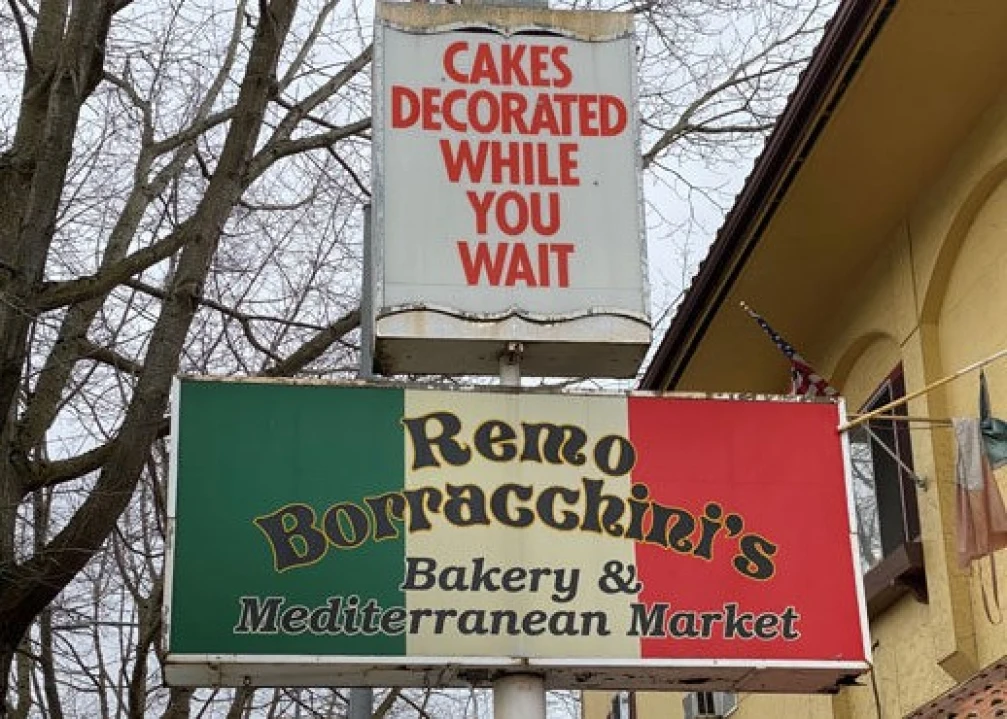 CAKES
DECORATED
WHILE
YOU
WAIT
Remo
Borracchini's
Bakery &
Mediterranean Market